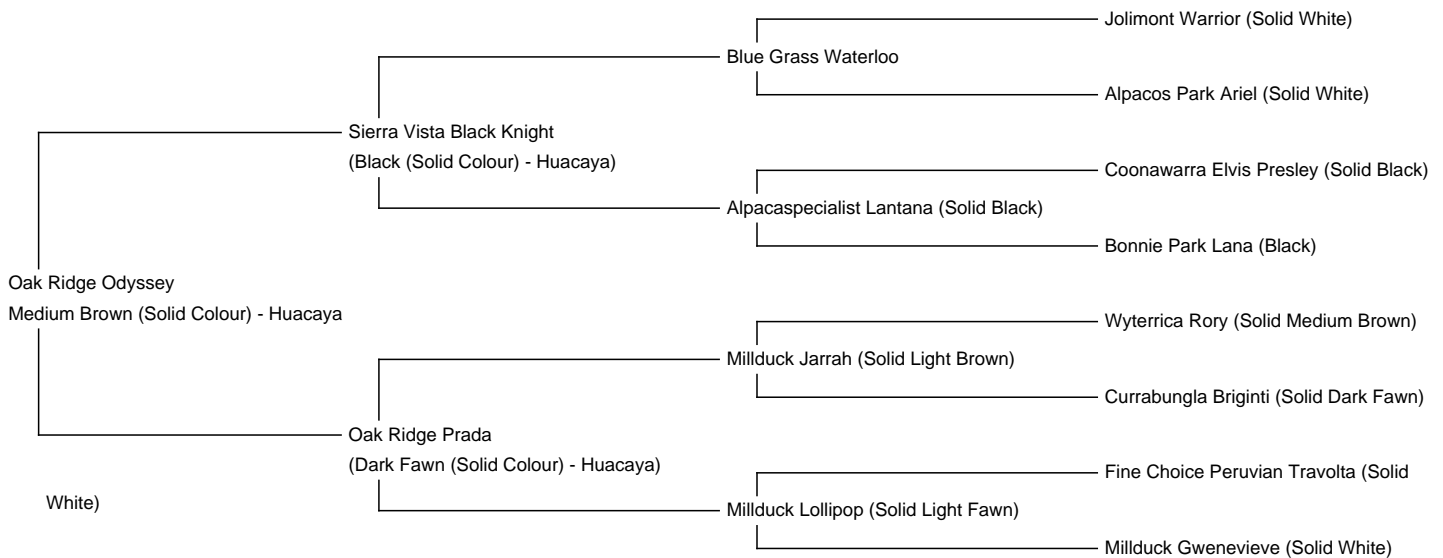 Jolimont Warrior (Solid White)
Blue Grass Waterloo
Alpacos Park Ariel (Solid White)
Sierra Vista Black Knight
(Black (Solid Colour) - Huacaya)
Coonawarra Elvis Presley (Solid Black)
Alpacaspecialist Lantana (Solid Black)
Bonnie Park Lana (Black)
Oak Ridge Odyssey
Medium Brown (Solid Colour) - Huacaya
Wyterrica Rory (Solid Medium Brown)
Millduck Jarrah (Solid Light Brown)
Currabungla Briginti (Solid Dark Fawn)
Oak Ridge Prada
(Dark Fawn (Solid Colour) - Huacaya)
Fine Choice Peruvian Travolta (Solid
White)
Millduck Lollipop (Solid Light Fawn)
Millduck Gwenevieve (Solid White)